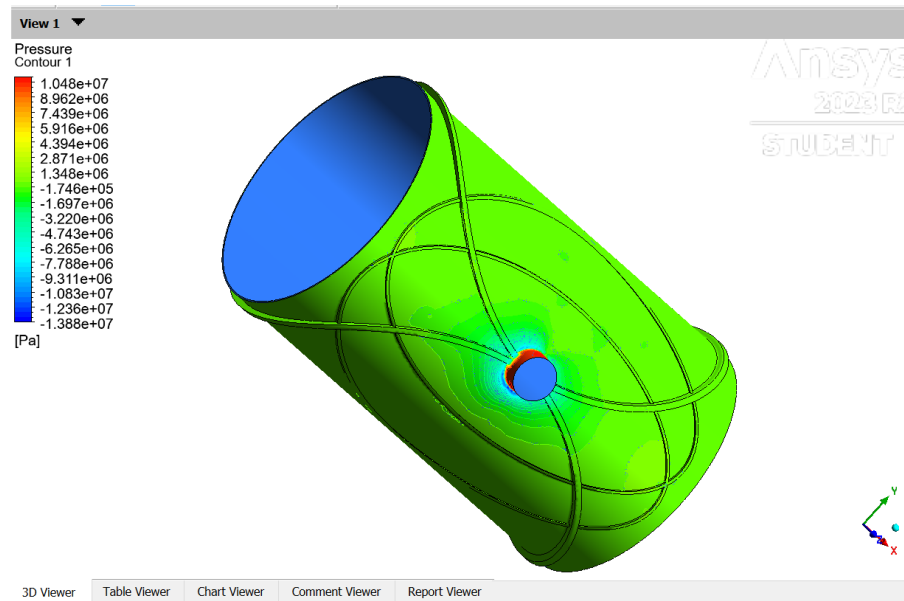 View 1
Pressure
Contour 1
1.048e+07
8.962e+06
7.439e+06
5.916e+06
4.394e+06
2.871e+06
1.348e+06
-1.746e+05
-1.697e+06
-3.220e+06
-4.743e+06
-6.265e+06
-7.788e+06
-9.311e+06
-1.083e+07
-1.236e+07
-1.388e+07
[Pa]
Ansys
2023 R2
STUDENT
Y
Z
X
3D Viewer Table Viewer Chart Viewer Comment Viewer Report Viewer